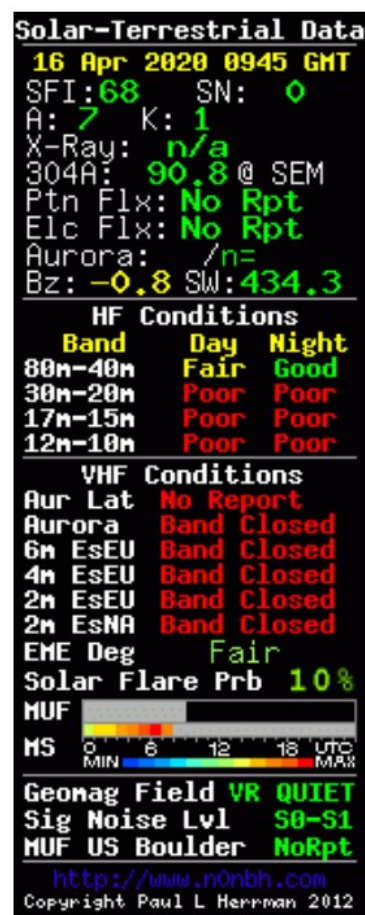 Solar-Terrestrial Data
16 Apr 2020 0945 GMT
SFI:68 SN: 0
A: 7 K: 1
X-Ray: n/a
304A: 90.8 @ SEM
Ptn Flx: No Rpt
Elc Flx: No Rpt
Aurora: /n=
Bz: -0.8 SW:434.3
HF Conditions
Band Day Night
80m-40m Fair Good
30m-20m Poor Poor
17m-15m Poor Poor
12m-10m Poor Poor
VHF Conditions
Aur Lat No Report
Aurora Band Closed
6m EsEU Band Closed
4m EsEU Band Closed
2m EsEU Band Closed
2m EsNA Band Closed
EME Deg Fair
Solar Flare Prb 10%
MUF
MS 0 6 12 18 UTC
MIN MAX
Geomag Field VR QUIET
Sig Noise Lvl S0-S1
MUF US Boulder NoRpt
http://www.n0nbh.com
Copyright Paul L Herrman 2012